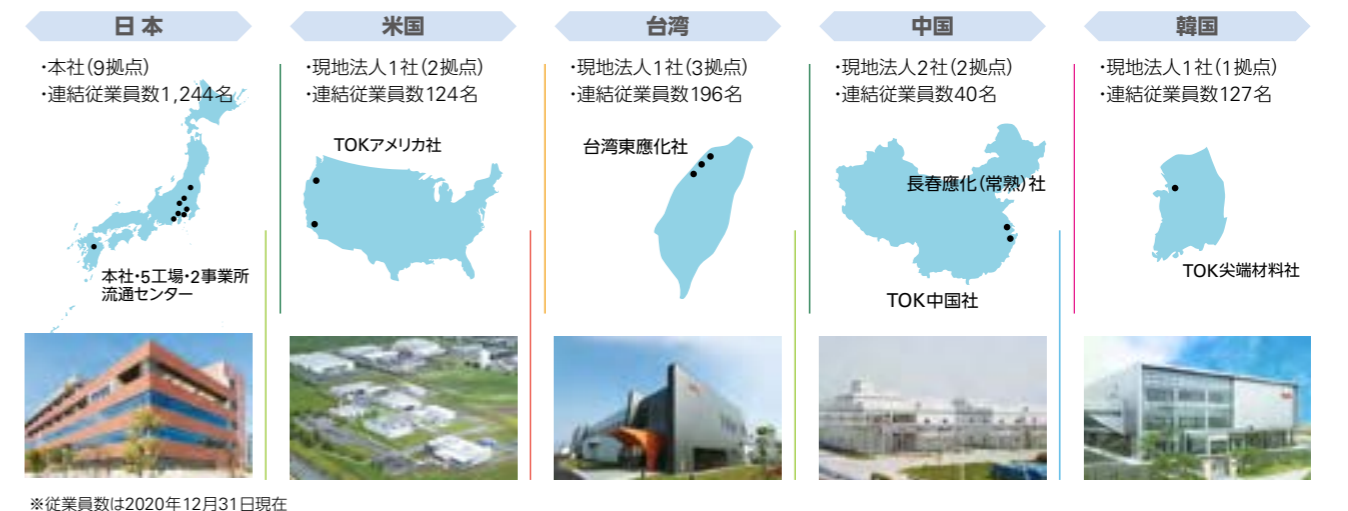 日本
・本社（9拠点）
・連結従業員数1,244名
本社・5工場・2事業所
流通センター
米国
・現地法人1社（2拠点）
・連結従業員数124名
TOKアメリカ社
台湾
・現地法人1社（3拠点）
・連結従業員数196名
台湾東應化社
中国
・現地法人2社（2拠点）
・連結従業員数40名
長春應化（常熟）社
TOK中国社
韓国
・現地法人1社（1拠点）
・連結従業員数127名
TOK尖端材料社
※従業員数は2020年12月31日現在